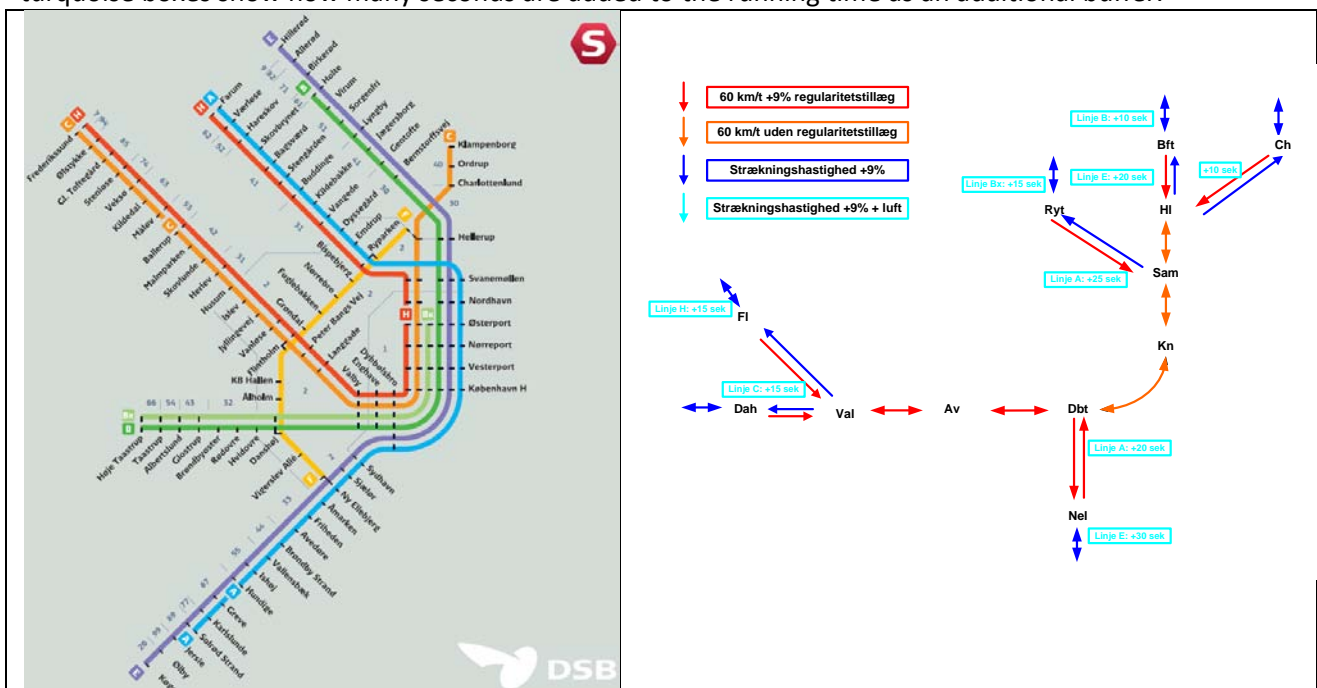 turquoise boxes show how many seconds are added to the running time as an additional buffer.
S
E
Hillerød
Allerød
Birkerød
Holte
Virum
Sorgenfri
Lyngby
Jægersborg
Gentofte
Bernstoffsvej
B
H
A
Farum
Værløse
Hareskov
Skovbrynet
Bagsværd
Stengården
Buddinge
Kildebakke
Vangede
Dyssegård
Emdrup
Ryparken
C
Klampenborg
Ordrup
Charlottenlund
F
Hellerup
Svanemøllen
Nordhavn
Østerport
Nørreport
Vesterport
København H
H
Bx
C
H
Frederikssund
Ølstykke
Gl. Toftegård
Stenløse
Veksø
Kildedal
Måløv
C
Ballerup
Malmparken
Skovlunde
Herlev
Husum
Islev
Jyllingevej
Vanløse
Flintholm
Bispebjerg
Nørrebro
Fuglebakken
Grøndal
Peter Bangs Vej
Langgade
Valby
Enghave
Dybbølsbro
KB Hallen
Ålholm
Bx
B
Høje Taastrup
Taastrup
Albertslund
Glostrup
Brøndbyøster
Rødovre
Hvidovre
Danshøj
Vigerslev Allé
F
Sydhavn
Sjælør
Ny Ellebjerg
Åmarken
Friheden
Avedøre
Brøndby Strand
Vallensbæk
Ishøj
Hundige
A
Greve
Karlslunde
Solrød Strand
A
Jersie
Ølby
E
DSB
60 km/t +9% regularitetstillæg
60 km/t uden regularitetstillæg
Strækningshastighed +9%
Strækningshastighed +9% + luft
Linje B: +10 sek
Bft
Ch
Linje E: +20 sek
+10 sek
Linje Bx: +15 sek
Ryt
Hl
Linje A: +25 sek
Sam
Linje H: +15 sek
Fl
Kn
Linje C: +15 sek
Dah
Val
Av
Dbt
Linje A: +20 sek
Nel
Linje E: +30 sek